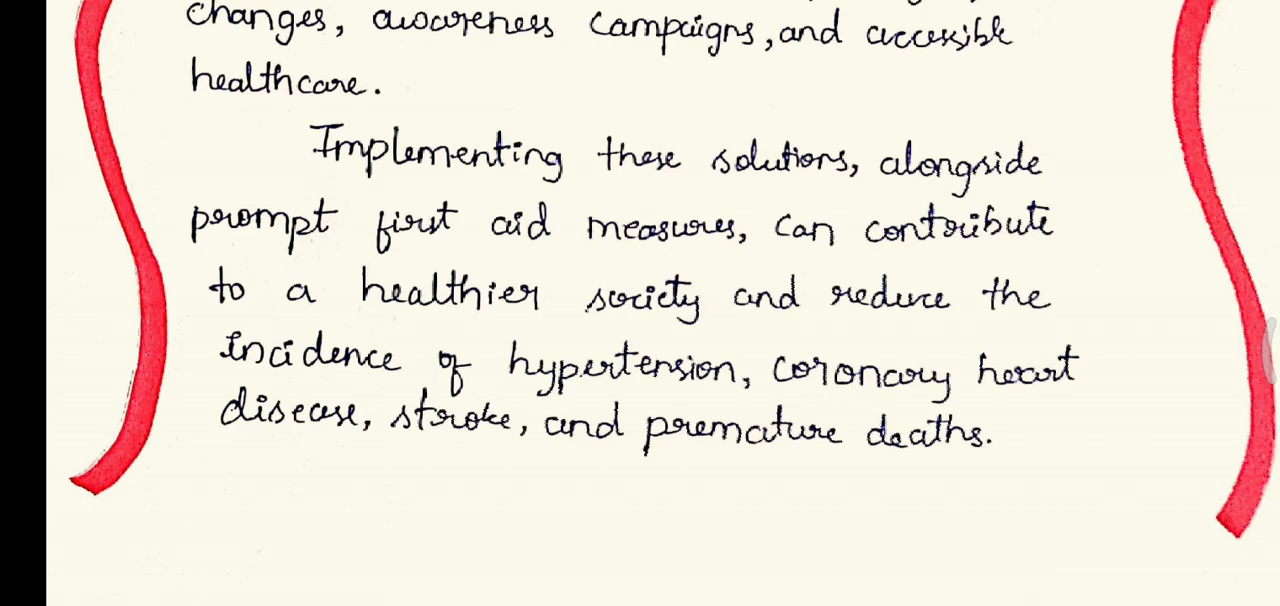 changes, awareness campaigns, and accessible
healthcare.
Implementing these solutions, alongside
prompt first aid measures, can contribute
to a healthier society and reduce the
incidence of hypertension, coronary heart
disease, stroke, and premature deaths.